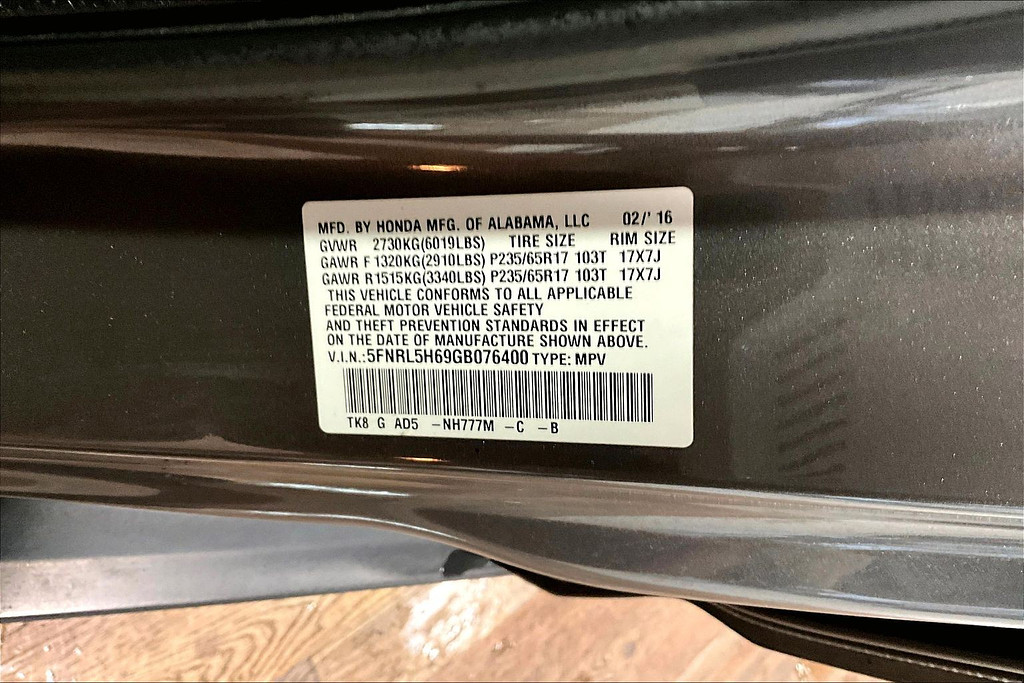 MFD. BY HONDA MFG. OF ALABAMA, LLC 02/' 16
GVWR 2730KG(6019LBS) TIRE SIZE RIM SIZE
GAWR F 1320KG(2910LBS) P235/65R17 103T 17X7J
GAWR R1515KG(3340LBS) P235/65R17 103T 17X7J
THIS VEHICLE CONFORMS TO ALL APPLICABLE
FEDERAL MOTOR VEHICLE SAFETY
AND THEFT PREVENTION STANDARDS IN EFFECT
ON THE DATE OF MANUFACTURE SHOWN ABOVE.
V.I.N.:5FNRL5H69GB076400 TYPE: MPV
TK8 G AD5 -NH777M -C -B